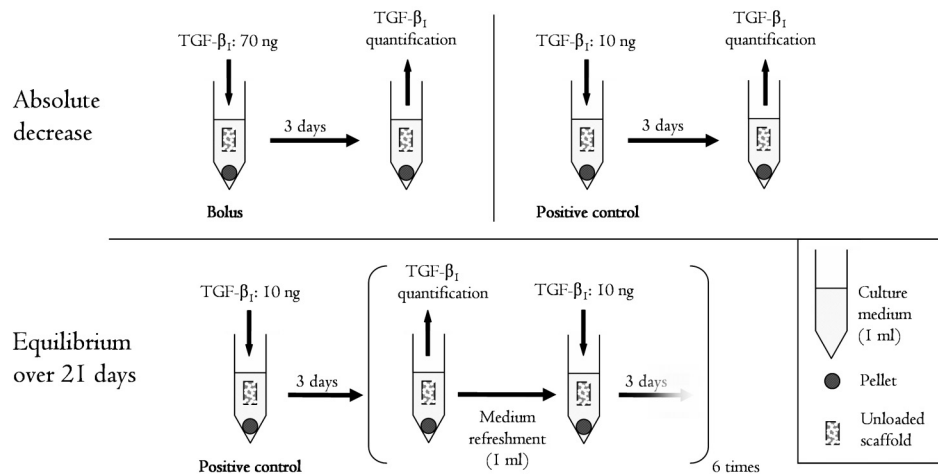 Absolute
decrease
TGF-β₁: 70 ng
3 days
TGF-β₁
quantification
Bolus
TGF-β₁: 10 ng
3 days
TGF-β₁
quantification
Positive control
Equilibrium
over 21 days
TGF-β₁: 10 ng
3 days
Positive control
TGF-β₁
quantification
Medium
refreshment
(1 ml)
TGF-β₁: 10 ng
3 days
6 times
Culture
medium
(1 ml)
Pellet
Unloaded
scaffold